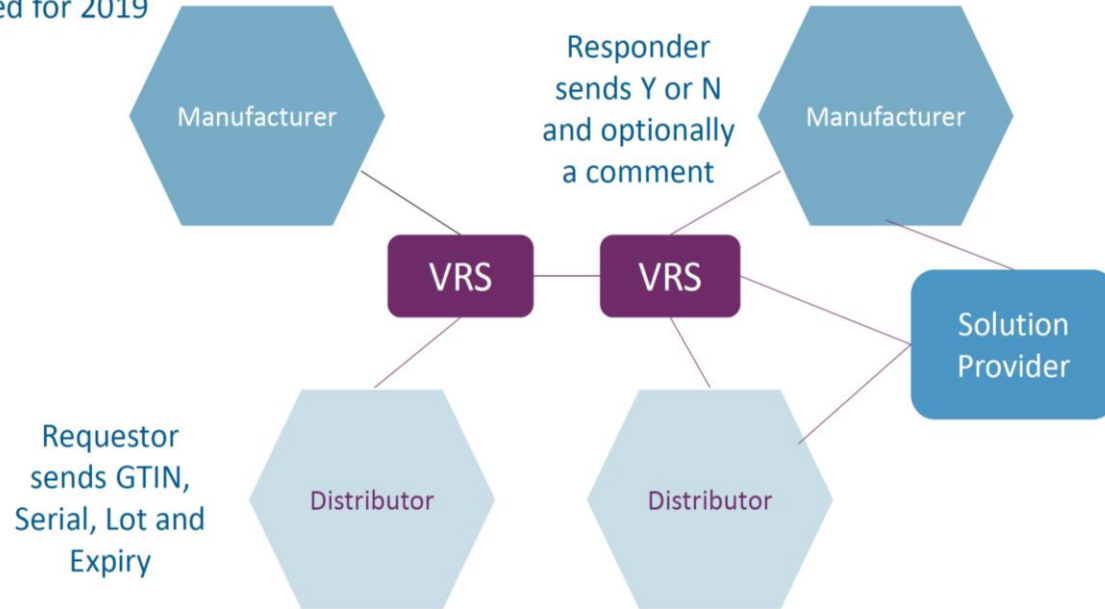 ed for 2019
Manufacturer
Responder
sends Y or N
and optionally
a comment
Manufacturer
VRS
VRS
Solution
Provider
Requestor
sends GTIN,
Serial, Lot and
Expiry
Distributor
Distributor